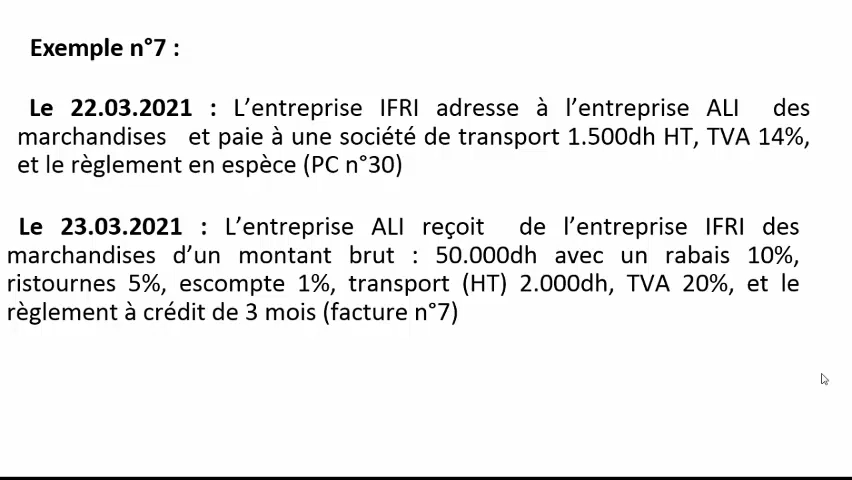 Exemple n°7 :
Le 22.03.2021 : L’entreprise IFRI adresse à l’entreprise ALI des
marchandises et paie à une société de transport 1.500dh HT, TVA 14%,
et le règlement en espèce (PC n°30)
Le 23.03.2021 : L’entreprise ALI reçoit de l’entreprise IFRI des
marchandises d’un montant brut : 50.000dh avec un rabais 10%,
ristournes 5%, escompte 1%, transport (HT) 2.000dh, TVA 20%, et le
règlement à crédit de 3 mois (facture n°7)